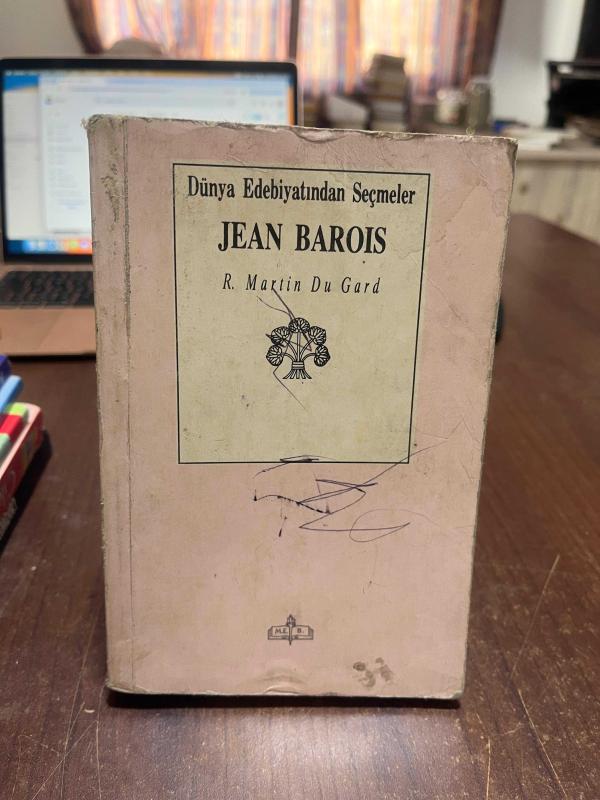 Dünya Edebiyatından Seçmeler
JEAN BAROIS
R. Martin Du Gard
M.E. B.